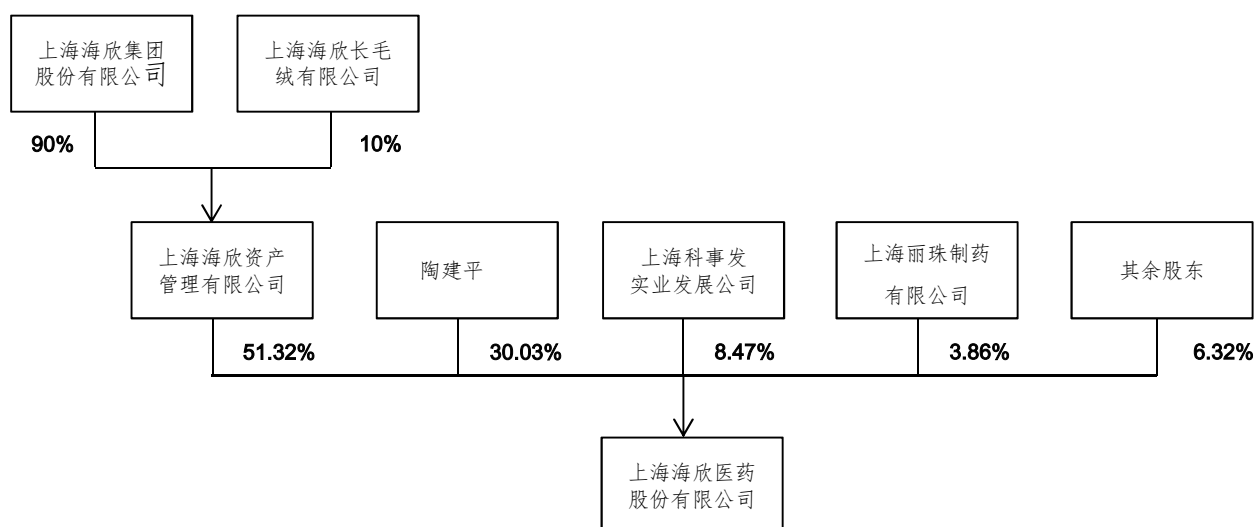 上海海欣集团
股份有限公司
上海海欣长毛
绒有限公司
90%
10%
上海海欣资产
管理有限公司
陶建平
上海科事发
实业发展公司
上海丽珠制药
有限公司
其余股东
51.32%
30.03%
8.47%
3.86%
6.32%
上海海欣医药
股份有限公司